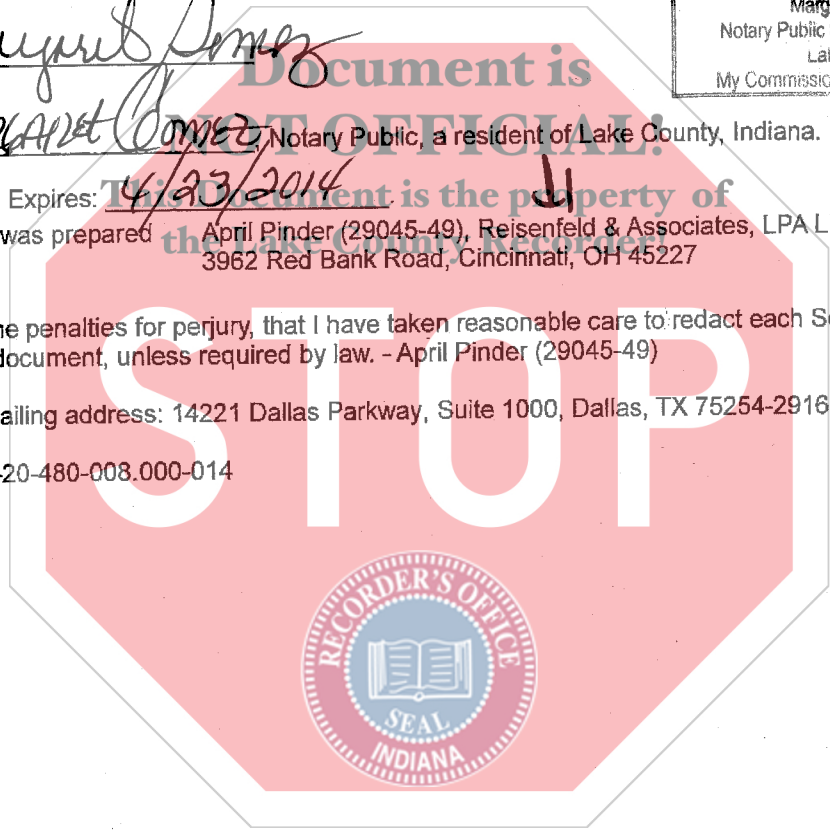 Marg
Notary Public
La
My Commissio
Gomez
Document is
Gomez, Notary Public, a resident of Lake County, Indiana.
NOT OFFICIAL!
Expires: 4/23/2014
This Document is the property of
was prepared April Pinder (29045-49), Reisenfeld & Associates, LPA L
the Lake County Recorder!
3962 Red Bank Road, Cincinnati, OH 45227
e penalties for perjury, that I have taken reasonable care to redact each S
document, unless required by law. - April Pinder (29045-49)
ailing address: 14221 Dallas Parkway, Suite 1000, Dallas, TX 75254-2916
-20-480-008.000-014
STOP
RECORDER'S OFFICE
SEAL
INDIANA